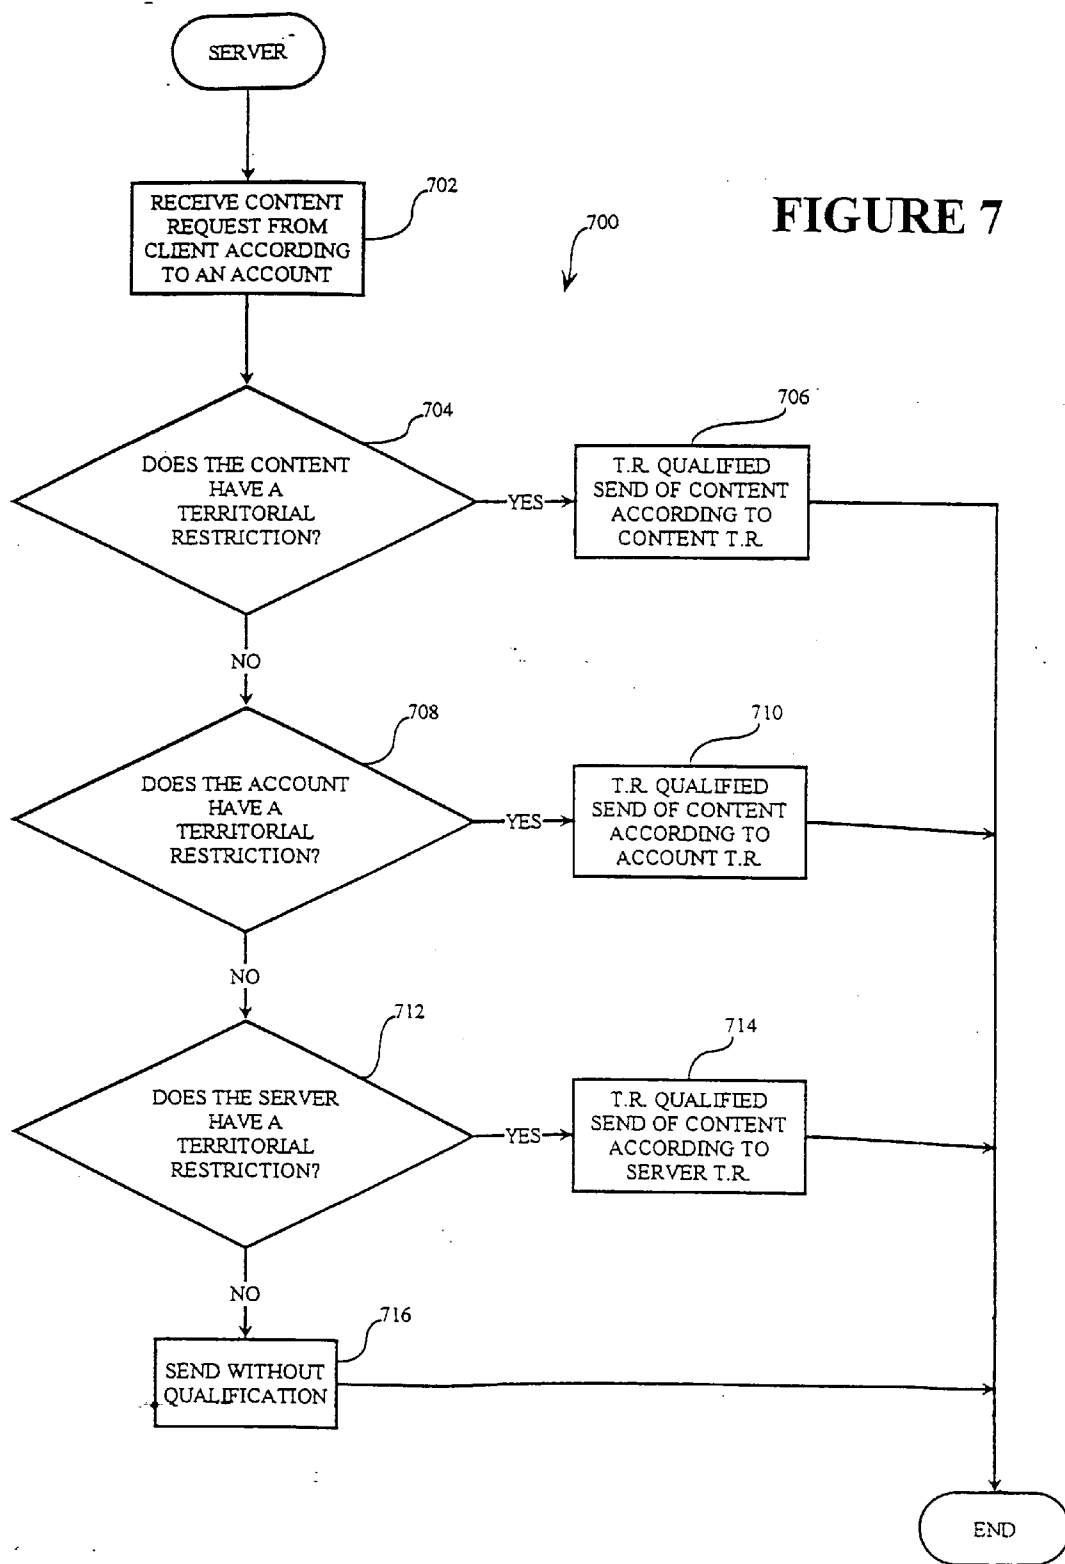 SERVER
702
RECEIVE CONTENT
REQUEST FROM
CLIENT ACCORDING
TO AN ACCOUNT
FIGURE 7
700
704
DOES THE CONTENT
HAVE A
TERRITORIAL
RESTRICTION?
YES
706
T.R. QUALIFIED
SEND OF CONTENT
ACCORDING TO
CONTENT T.R.
NO
708
DOES THE ACCOUNT
HAVE A
TERRITORIAL
RESTRICTION?
YES
710
T.R. QUALIFIED
SEND OF CONTENT
ACCORDING TO
ACCOUNT T.R.
NO
712
DOES THE SERVER
HAVE A
TERRITORIAL
RESTRICTION?
YES
714
T.R. QUALIFIED
SEND OF CONTENT
ACCORDING TO
SERVER T.R.
NO
716
SEND WITHOUT
QUALIFICATION
END